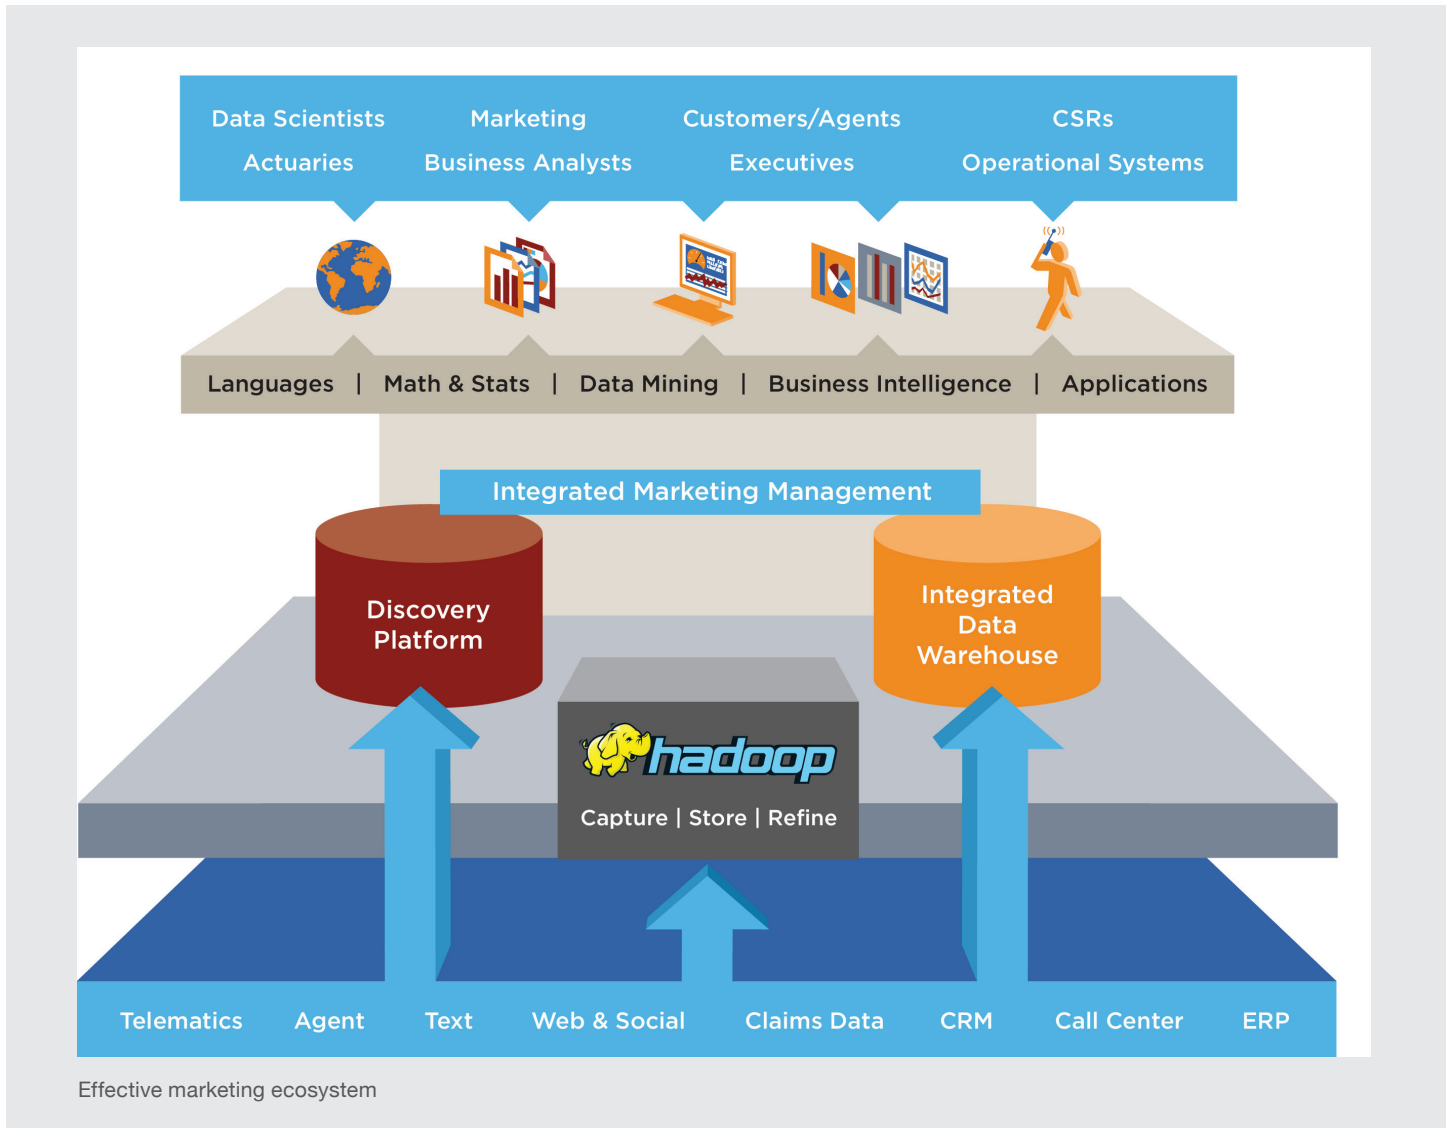 Data Scientists Marketing Customers/Agents CSRs
Actuaries Business Analysts Executives Operational Systems
Languages | Math & Stats | Data Mining | Business Intelligence | Applications
Integrated Marketing Management
Discovery
Platform
Integrated
Data
Warehouse
hadoop
Capture | Store | Refine
Telematics Agent Text Web & Social Claims Data CRM Call Center ERP
Effective marketing ecosystem